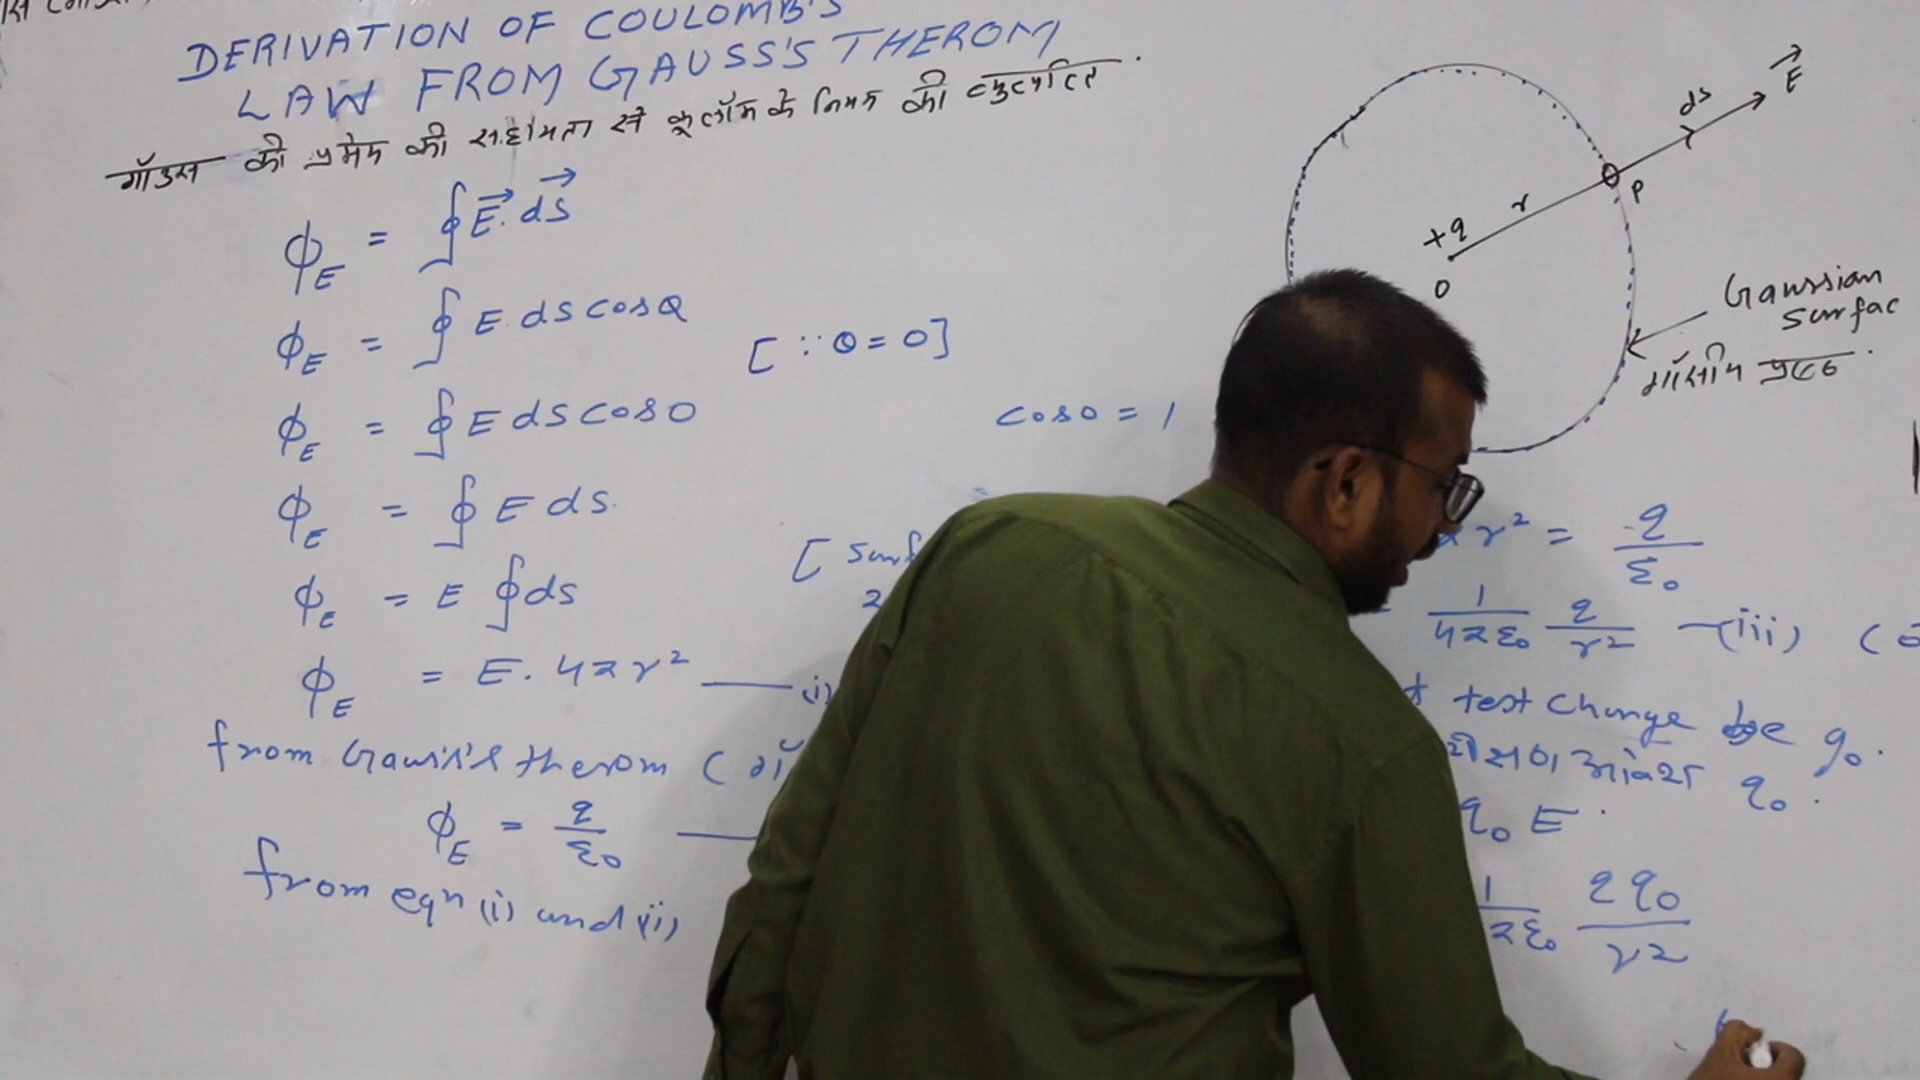 DERIVATION OF COULOMB'S
LAW FROM GAUSS'S THEROM
गॉउस की प्रमेय की सहायता से कूलॉम के नियम की व्युत्पत्ति.
ϕE = ∮E⃗.dS⃗
ϕE = ∮ E ds cosθ
[∵θ=0]
ϕE = ∮E ds cos0
cos0 = 1
ϕE = ∮ E ds.
ϕE = E ∮ds
ϕE = E. 4πr² —(i)
from Gauss's therom (
ϕE = q/ε0
from eqn (i) and (ii)
E⃗
ds
P
r
+q
O
Gaussian
surfac
गॉसीय पृष्ठ.
r² = q/ε0
1/4πε0 q/r² —(iii)
test charge be q0.
q0.
q0 E.
1/πε0 qq0/r2